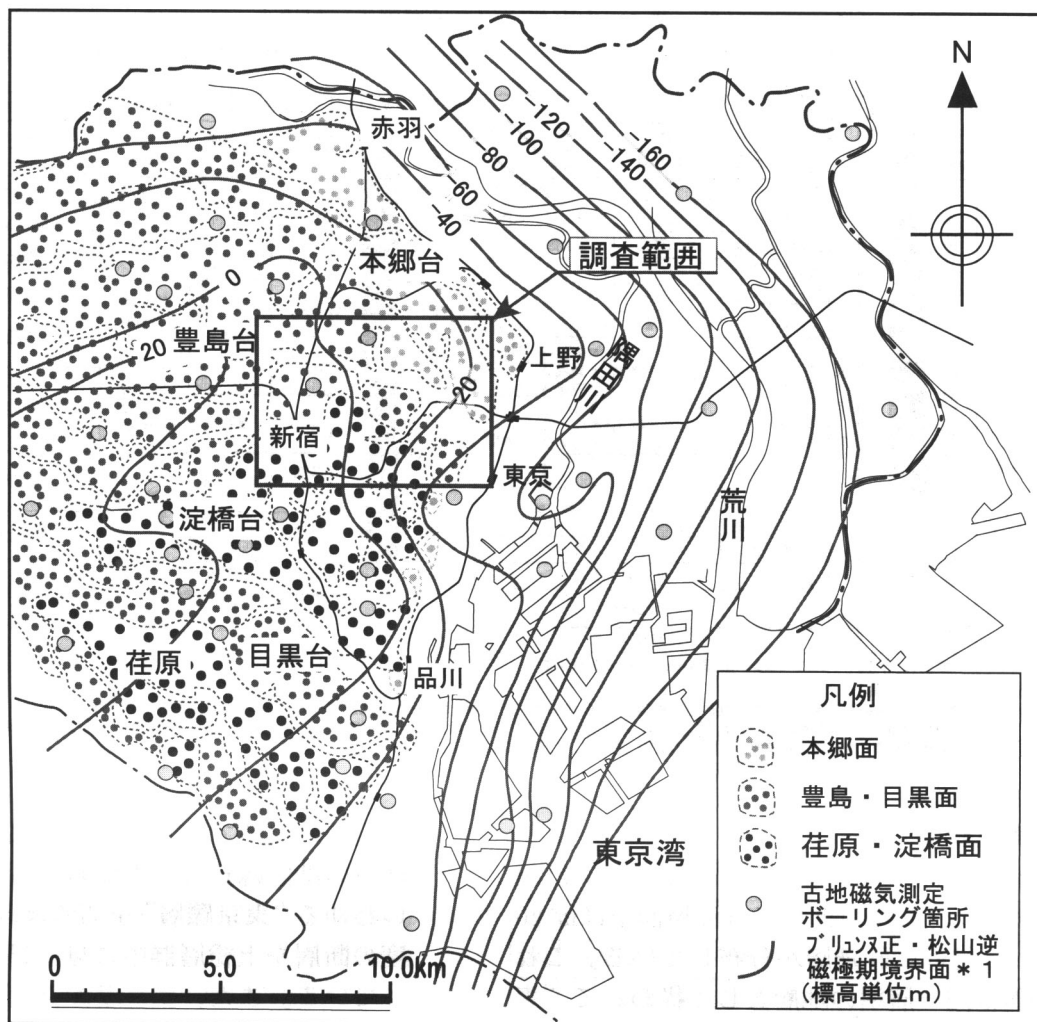 N
赤羽
-120
-100
-160
-140
-80
-60
-40
本郷台
調査範囲
0
20
豊島台
上野
隅田川
-20
新宿
東京
淀橋台
荒川
荏原
目黒台
品川
東京湾
凡例
本郷面
豊島・目黒面
荏原・淀橋面
古地磁気測定
ボーリング箇所
ブリュンヌ正・松山逆
磁極期境界面*1
(標高単位m)
0 5.0 10.0km